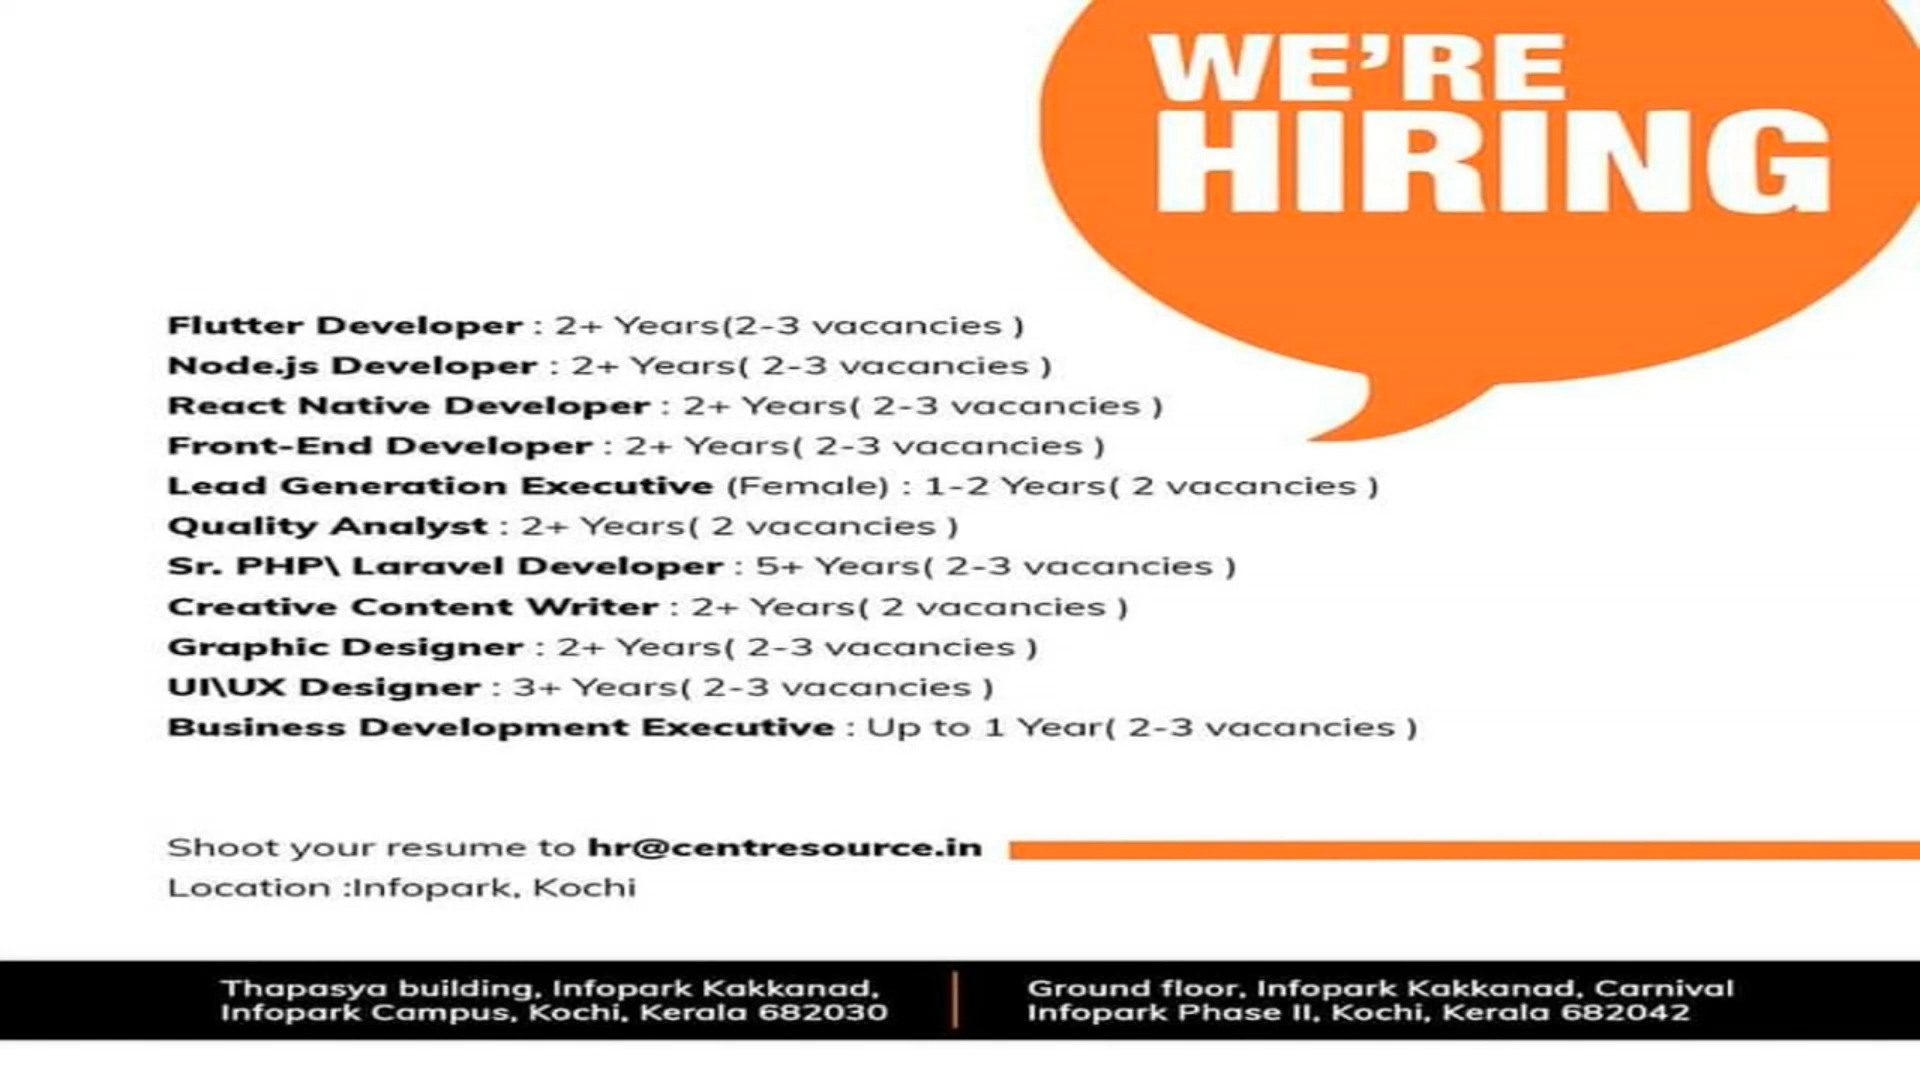 WE'RE
HIRING
Flutter Developer : 2+ Years(2-3 vacancies )
Node.js Developer : 2+ Years( 2-3 vacancies )
React Native Developer : 2+ Years( 2-3 vacancies )
Front-End Developer : 2+ Years( 2-3 vacancies )
Lead Generation Executive (Female) : 1-2 Years( 2 vacancies )
Quality Analyst : 2+ Years( 2 vacancies )
Sr. PHP\ Laravel Developer : 5+ Years( 2-3 vacancies )
Creative Content Writer : 2+ Years( 2 vacancies )
Graphic Designer : 2+ Years( 2-3 vacancies )
UI\UX Designer : 3+ Years( 2-3 vacancies )
Business Development Executive : Up to 1 Year( 2-3 vacancies )
Shoot your resume to hr@centresource.in
Location :Infopark, Kochi
Thapasya building, Infopark Kakkanad,
Infopark Campus, Kochi, Kerala 682030
Ground floor, Infopark Kakkanad, Carnival
Infopark Phase II, Kochi, Kerala 682042